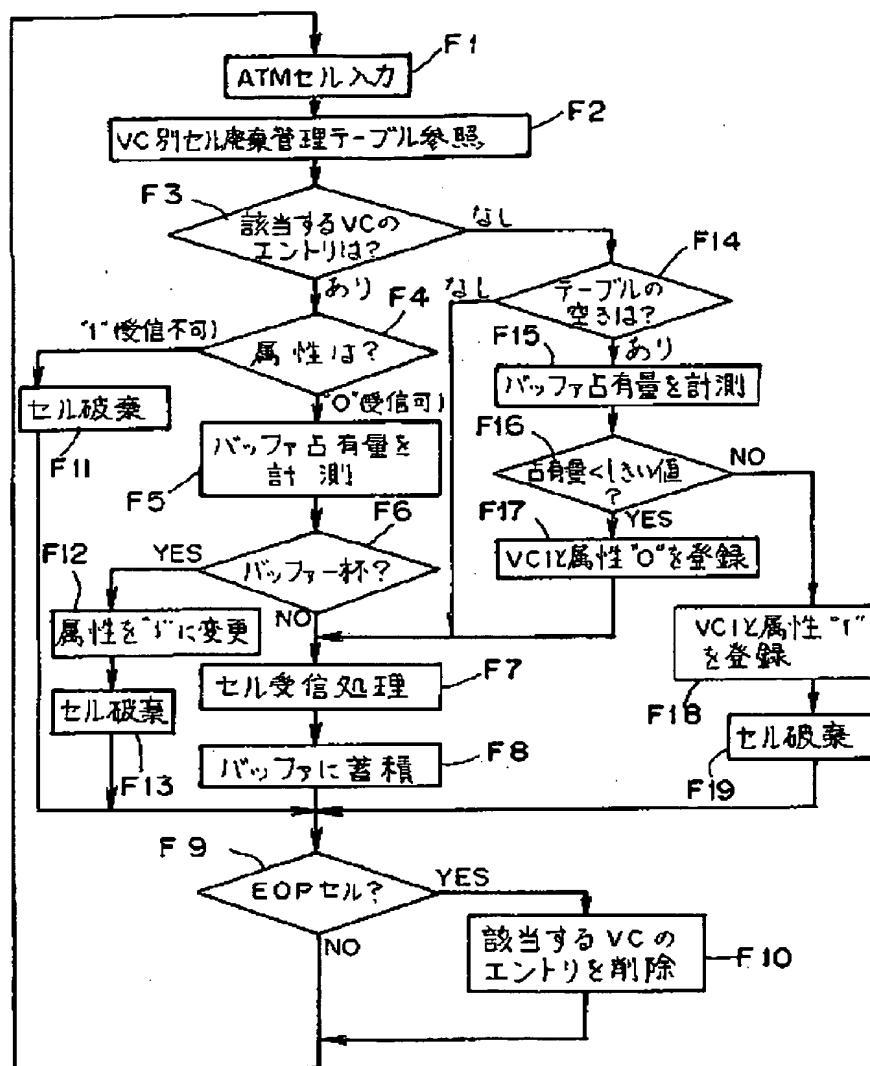 F1
ATMセル入力
F2
VC別セル廃棄管理テーブル参照
F3
該当するVCの
エントリは?
なし
あり
F14
テーブルの
空きは?
なし
あり
F4
属性は?
"1"(受信不可)
"0"(受信可)
セル破棄
F11
F15
バッファ占有量を計測
F5
バッファ占有量を
計測
F16
占有量<しきい値
?
NO
YES
F6
バッファ一杯?
YES
NO
F17
VCIと属性"0"を登録
F12
属性を"1"に変更
VCIと属性"1"
を登録
F18
F7
セル受信処理
セル破棄
F13
F8
バッファに蓄積
セル破棄
F19
F9
EOPセル?
YES
NO
該当するVCの
エントリを削除
F10